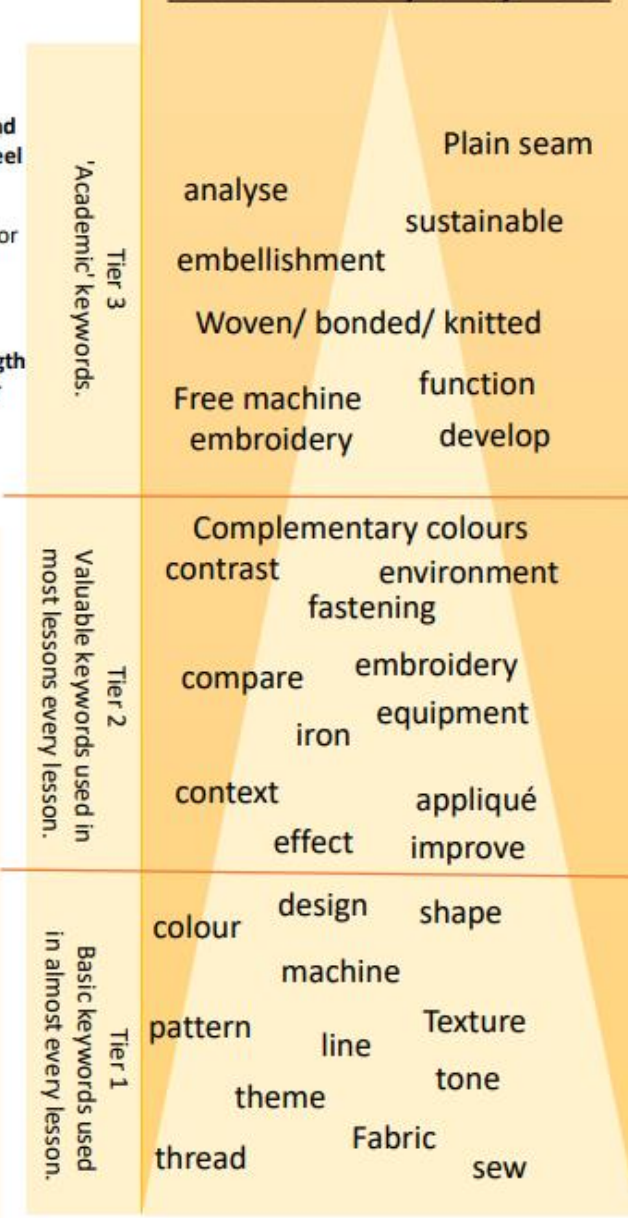 Plain seam
analyse
sustainable
embellishment
Woven/ bonded/ knitted
function
Free machine
embroidery
develop
Tier 3
'Academic' keywords.
Complementary colours
contrast
environment
fastening
embroidery
compare
equipment
iron
context
appliqué
effect
improve
Tier 2
Valuable keywords used in
most lessons every lesson.
design
shape
colour
machine
Texture
pattern
line
tone
theme
Fabric
thread
sew
Tier 1
Basic keywords used
in almost every lesson.
or